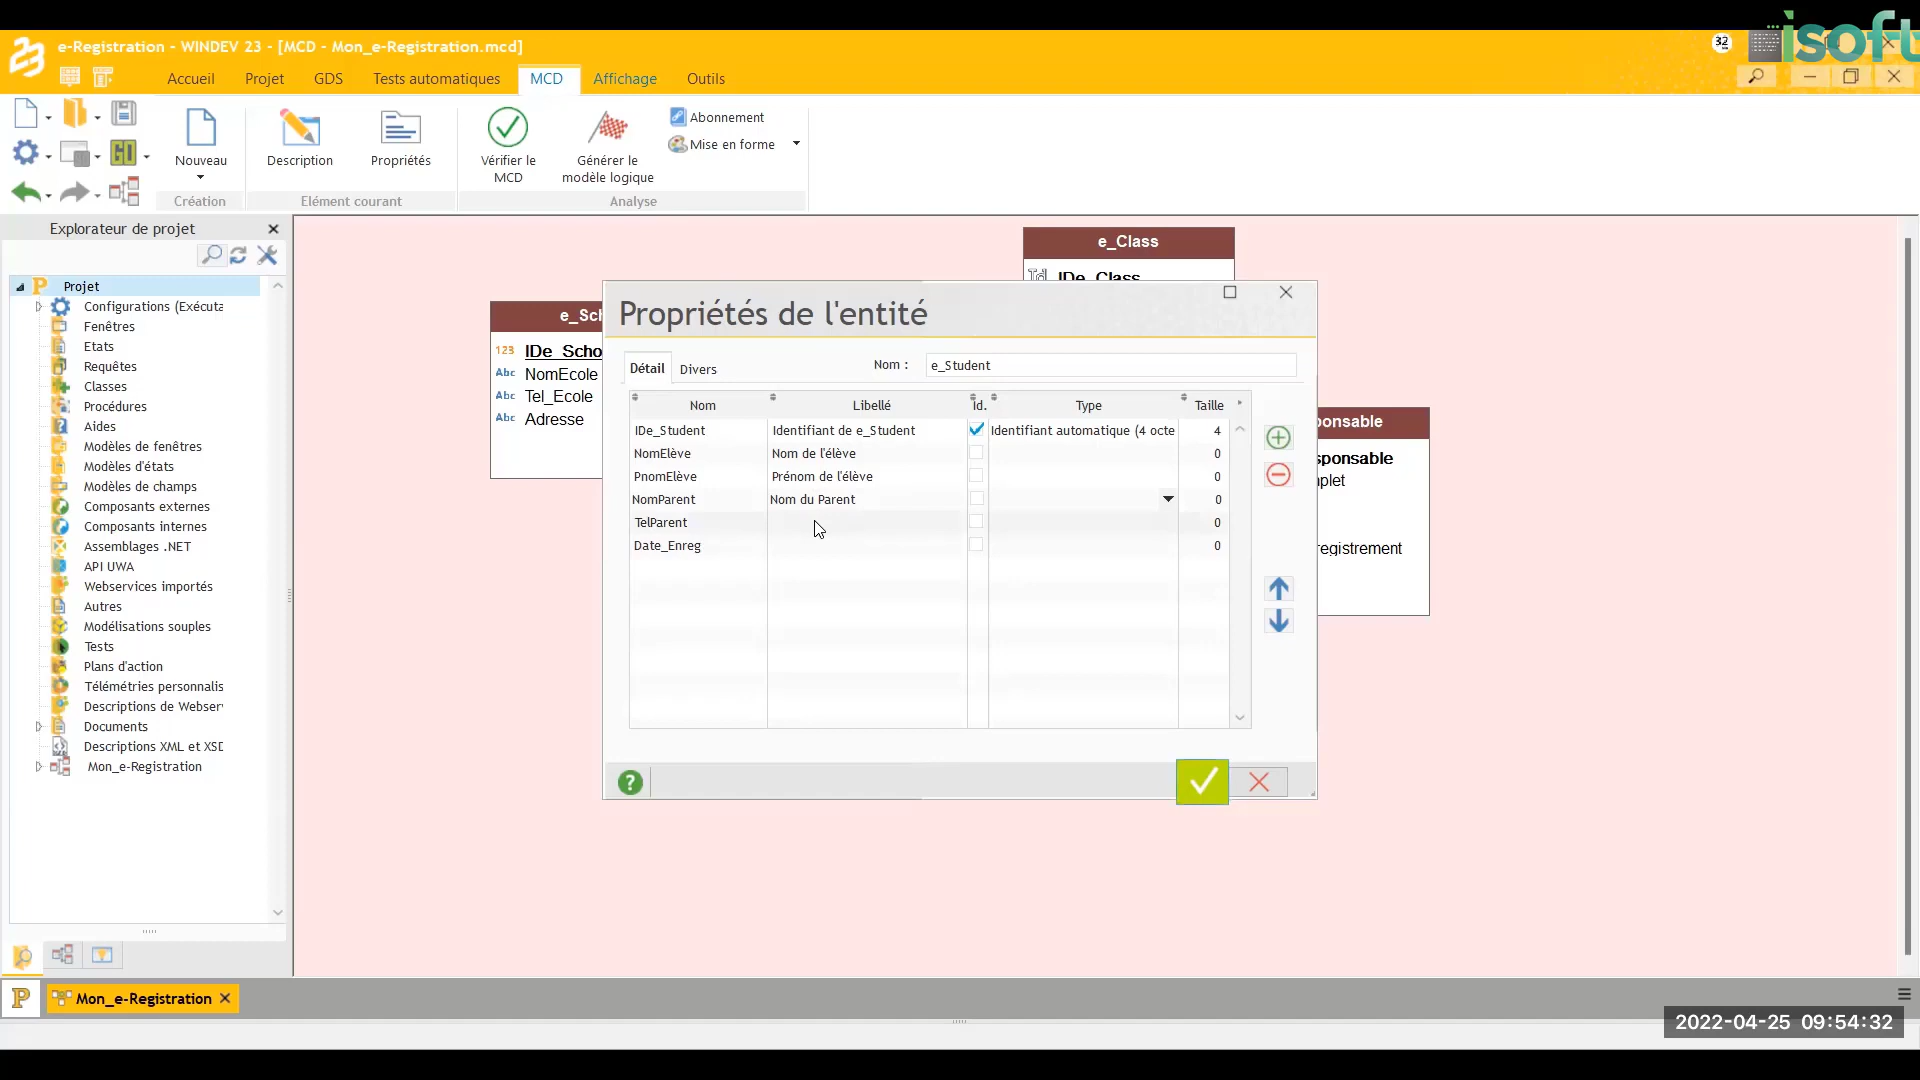 isoft
e-Registration - WINDEV 23 - [MCD - Mon_e-Registration.mcd]
32
Accueil Projet GDS Tests automatiques MCD Affichage Outils
Nouveau
Description
Propriétés
Vérifier le
MCD
Générer le
modèle logique
Abonnement
Mise en forme
GO
Création
Elément courant
Analyse
Explorateur de projet
Projet
Configurations (Exécuta
Fenêtres
Etats
Requêtes
Classes
Procédures
Aides
Modèles de fenêtres
Modèles d'états
Modèles de champs
Composants externes
Composants internes
Assemblages .NET
API UWA
Webservices importés
Autres
Modélisations souples
Tests
Plans d'action
Télémétries personnalis
Descriptions de Webser
Documents
Descriptions XML et XSD
Mon_e-Registration
e_Class
IDe_Class
e_Sch
123 IDe_Scho
Abc NomEcole
Abc Tel_Ecole
Abc Adresse
ponsable
sponsable
nplet
registrement
Propriétés de l'entité
Détail Divers Nom : e_Student
Nom Libellé Id. Type Taille
IDe_Student Identifiant de e_Student Identifiant automatique (4 octe 4
NomElève Nom de l'élève 0
PnomElève Prénom de l'élève 0
NomParent Nom du Parent 0
TelParent 0
Date_Enreg 0
Mon_e-Registration
2022-04-25 09:54:32